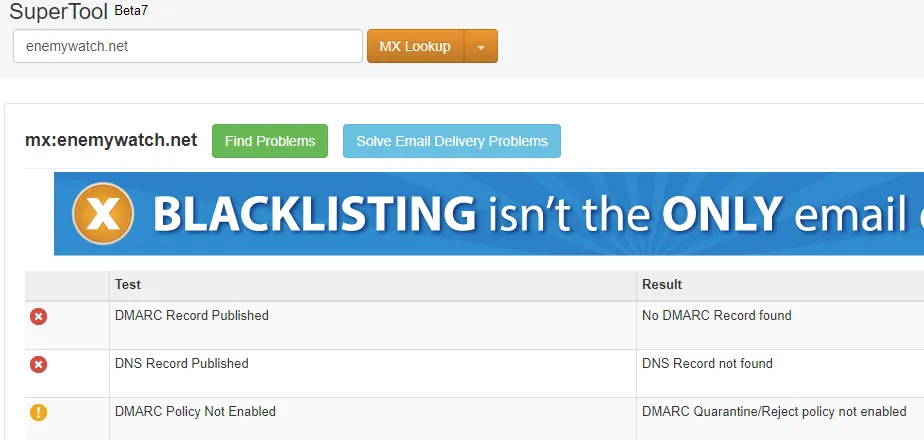 SuperTool Beta7
enemywatch.net MX Lookup
mx:enemywatch.net Find Problems Solve Email Delivery Problems
X BLACKLISTING isn't the ONLY email
Test Result
DMARC Record Published No DMARC Record found
DNS Record Published DNS Record not found
DMARC Policy Not Enabled DMARC Quarantine/Reject policy not enabled